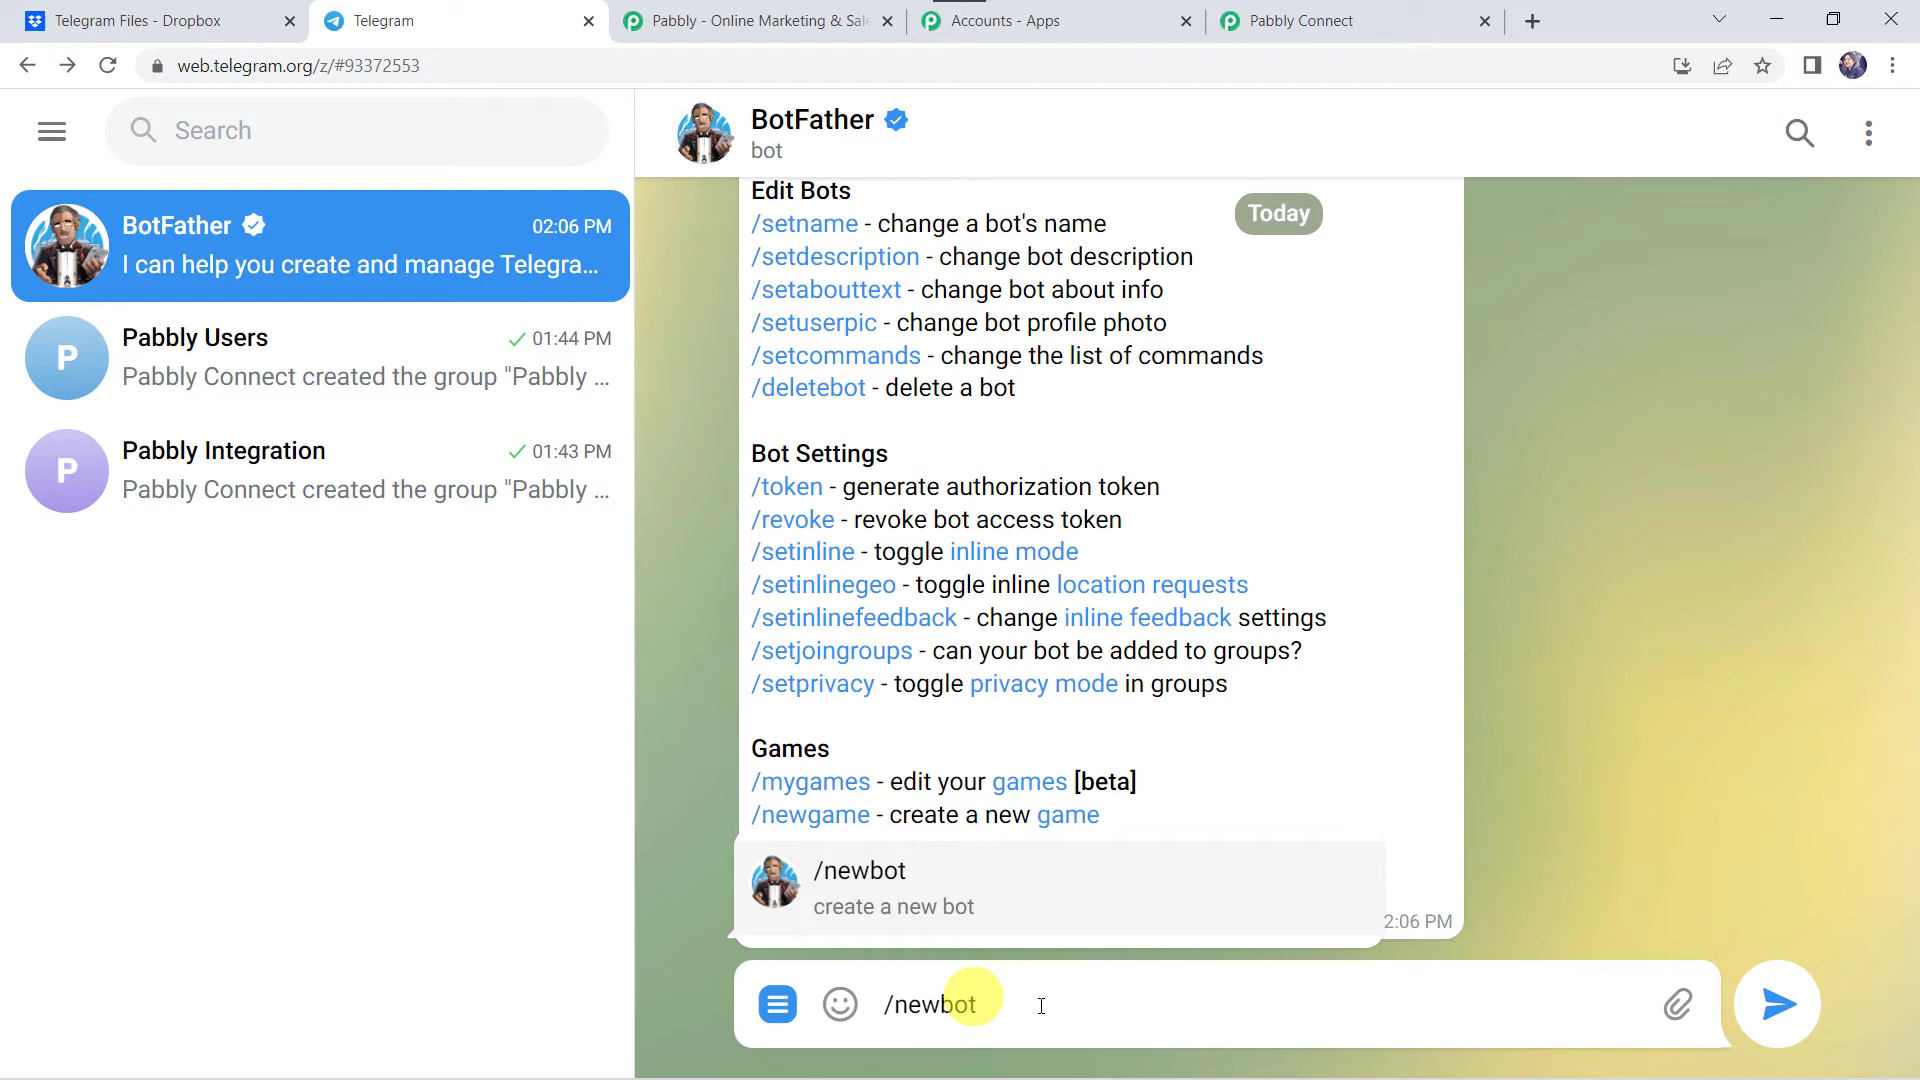 Telegram Files - Dropbox
Telegram
Pabbly - Online Marketing & Sale
Accounts - Apps
Pabbly Connect
web.telegram.org/z/#93372553
Search
BotFather
02:06 PM
I can help you create and manage Telegra...
P
Pabbly Users
01:44 PM
Pabbly Connect created the group "Pabbly ...
P
Pabbly Integration
01:43 PM
Pabbly Connect created the group "Pabbly ...
BotFather
bot
Today
Edit Bots
/setname - change a bot's name
/setdescription - change bot description
/setabouttext - change bot about info
/setuserpic - change bot profile photo
/setcommands - change the list of commands
/deletebot - delete a bot
Bot Settings
/token - generate authorization token
/revoke - revoke bot access token
/setinline - toggle inline mode
/setinlinegeo - toggle inline location requests
/setinlinefeedback - change inline feedback settings
/setjoingroups - can your bot be added to groups?
/setprivacy - toggle privacy mode in groups
Games
/mygames - edit your games [beta]
/newgame - create a new game
/newbot
create a new bot
2:06 PM
/newbot